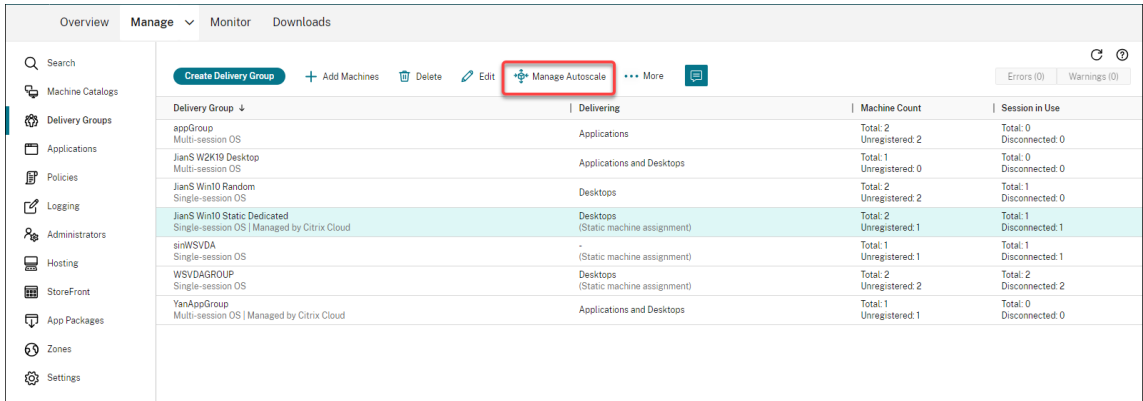 Overview Manage Monitor Downloads
Search
Machine Catalogs
Delivery Groups
Applications
Policies
Logging
Administrators
Hosting
StoreFront
App Packages
Zones
Settings
Create Delivery Group Add Machines Delete Edit Manage Autoscale More
Errors (0) Warnings (0)
Delivery Group ↓ Delivering Machine Count Session in Use
appGroup Applications Total: 2 Total: 0
Multi-session OS Unregistered: 2 Disconnected: 0
JianS W2K19 Desktop Applications and Desktops Total: 1 Total: 0
Multi-session OS Unregistered: 0 Disconnected: 0
JianS Win10 Random Desktops Total: 2 Total: 1
Single-session OS Unregistered: 2 Disconnected: 0
JianS Win10 Static Dedicated Desktops Total: 2 Total: 1
Single-session OS | Managed by Citrix Cloud (Static machine assignment) Unregistered: 1 Disconnected: 1
sinWSVDA - Total: 1 Total: 1
Single-session OS (Static machine assignment) Unregistered: 1 Disconnected: 1
WSVDAGROUP Desktops Total: 2 Total: 2
Single-session OS (Static machine assignment) Unregistered: 2 Disconnected: 2
YanAppGroup Applications and Desktops Total: 1 Total: 0
Multi-session OS | Managed by Citrix Cloud Unregistered: 1 Disconnected: 0